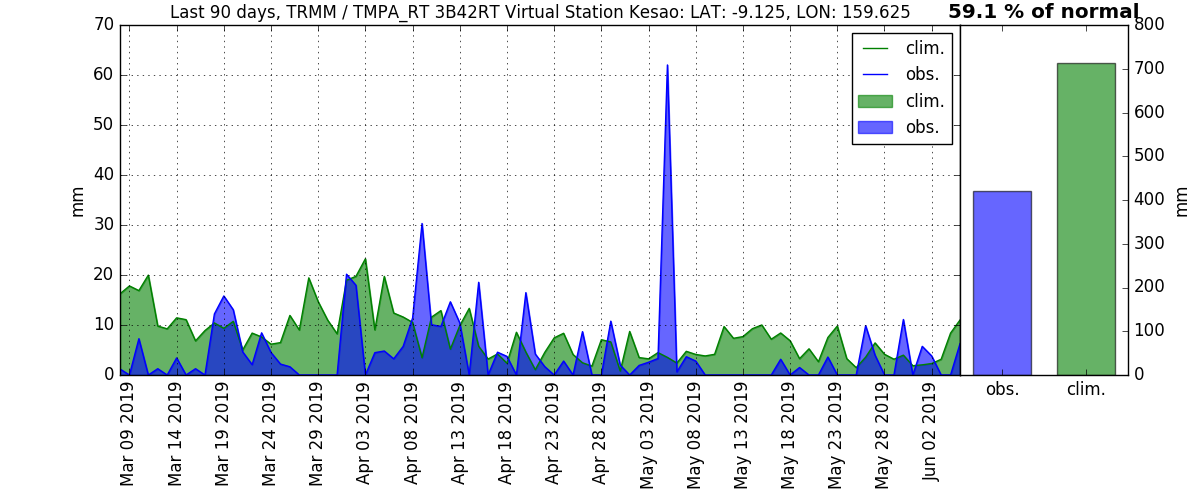 Last 90 days, TRMM / TMPA_RT 3B42RT Virtual Station Kesao: LAT: -9.125, LON: 159.625
59.1 % of normal
70
60
50
40
30
20
10
0
mm
clim.
obs.
clim.
obs.
800
700
600
500
400
300
200
100
0
mm
Mar 09 2019
Mar 14 2019
Mar 19 2019
Mar 24 2019
Mar 29 2019
Apr 03 2019
Apr 08 2019
Apr 13 2019
Apr 18 2019
Apr 23 2019
Apr 28 2019
May 03 2019
May 08 2019
May 13 2019
May 18 2019
May 23 2019
May 28 2019
Jun 02 2019
obs.
clim.